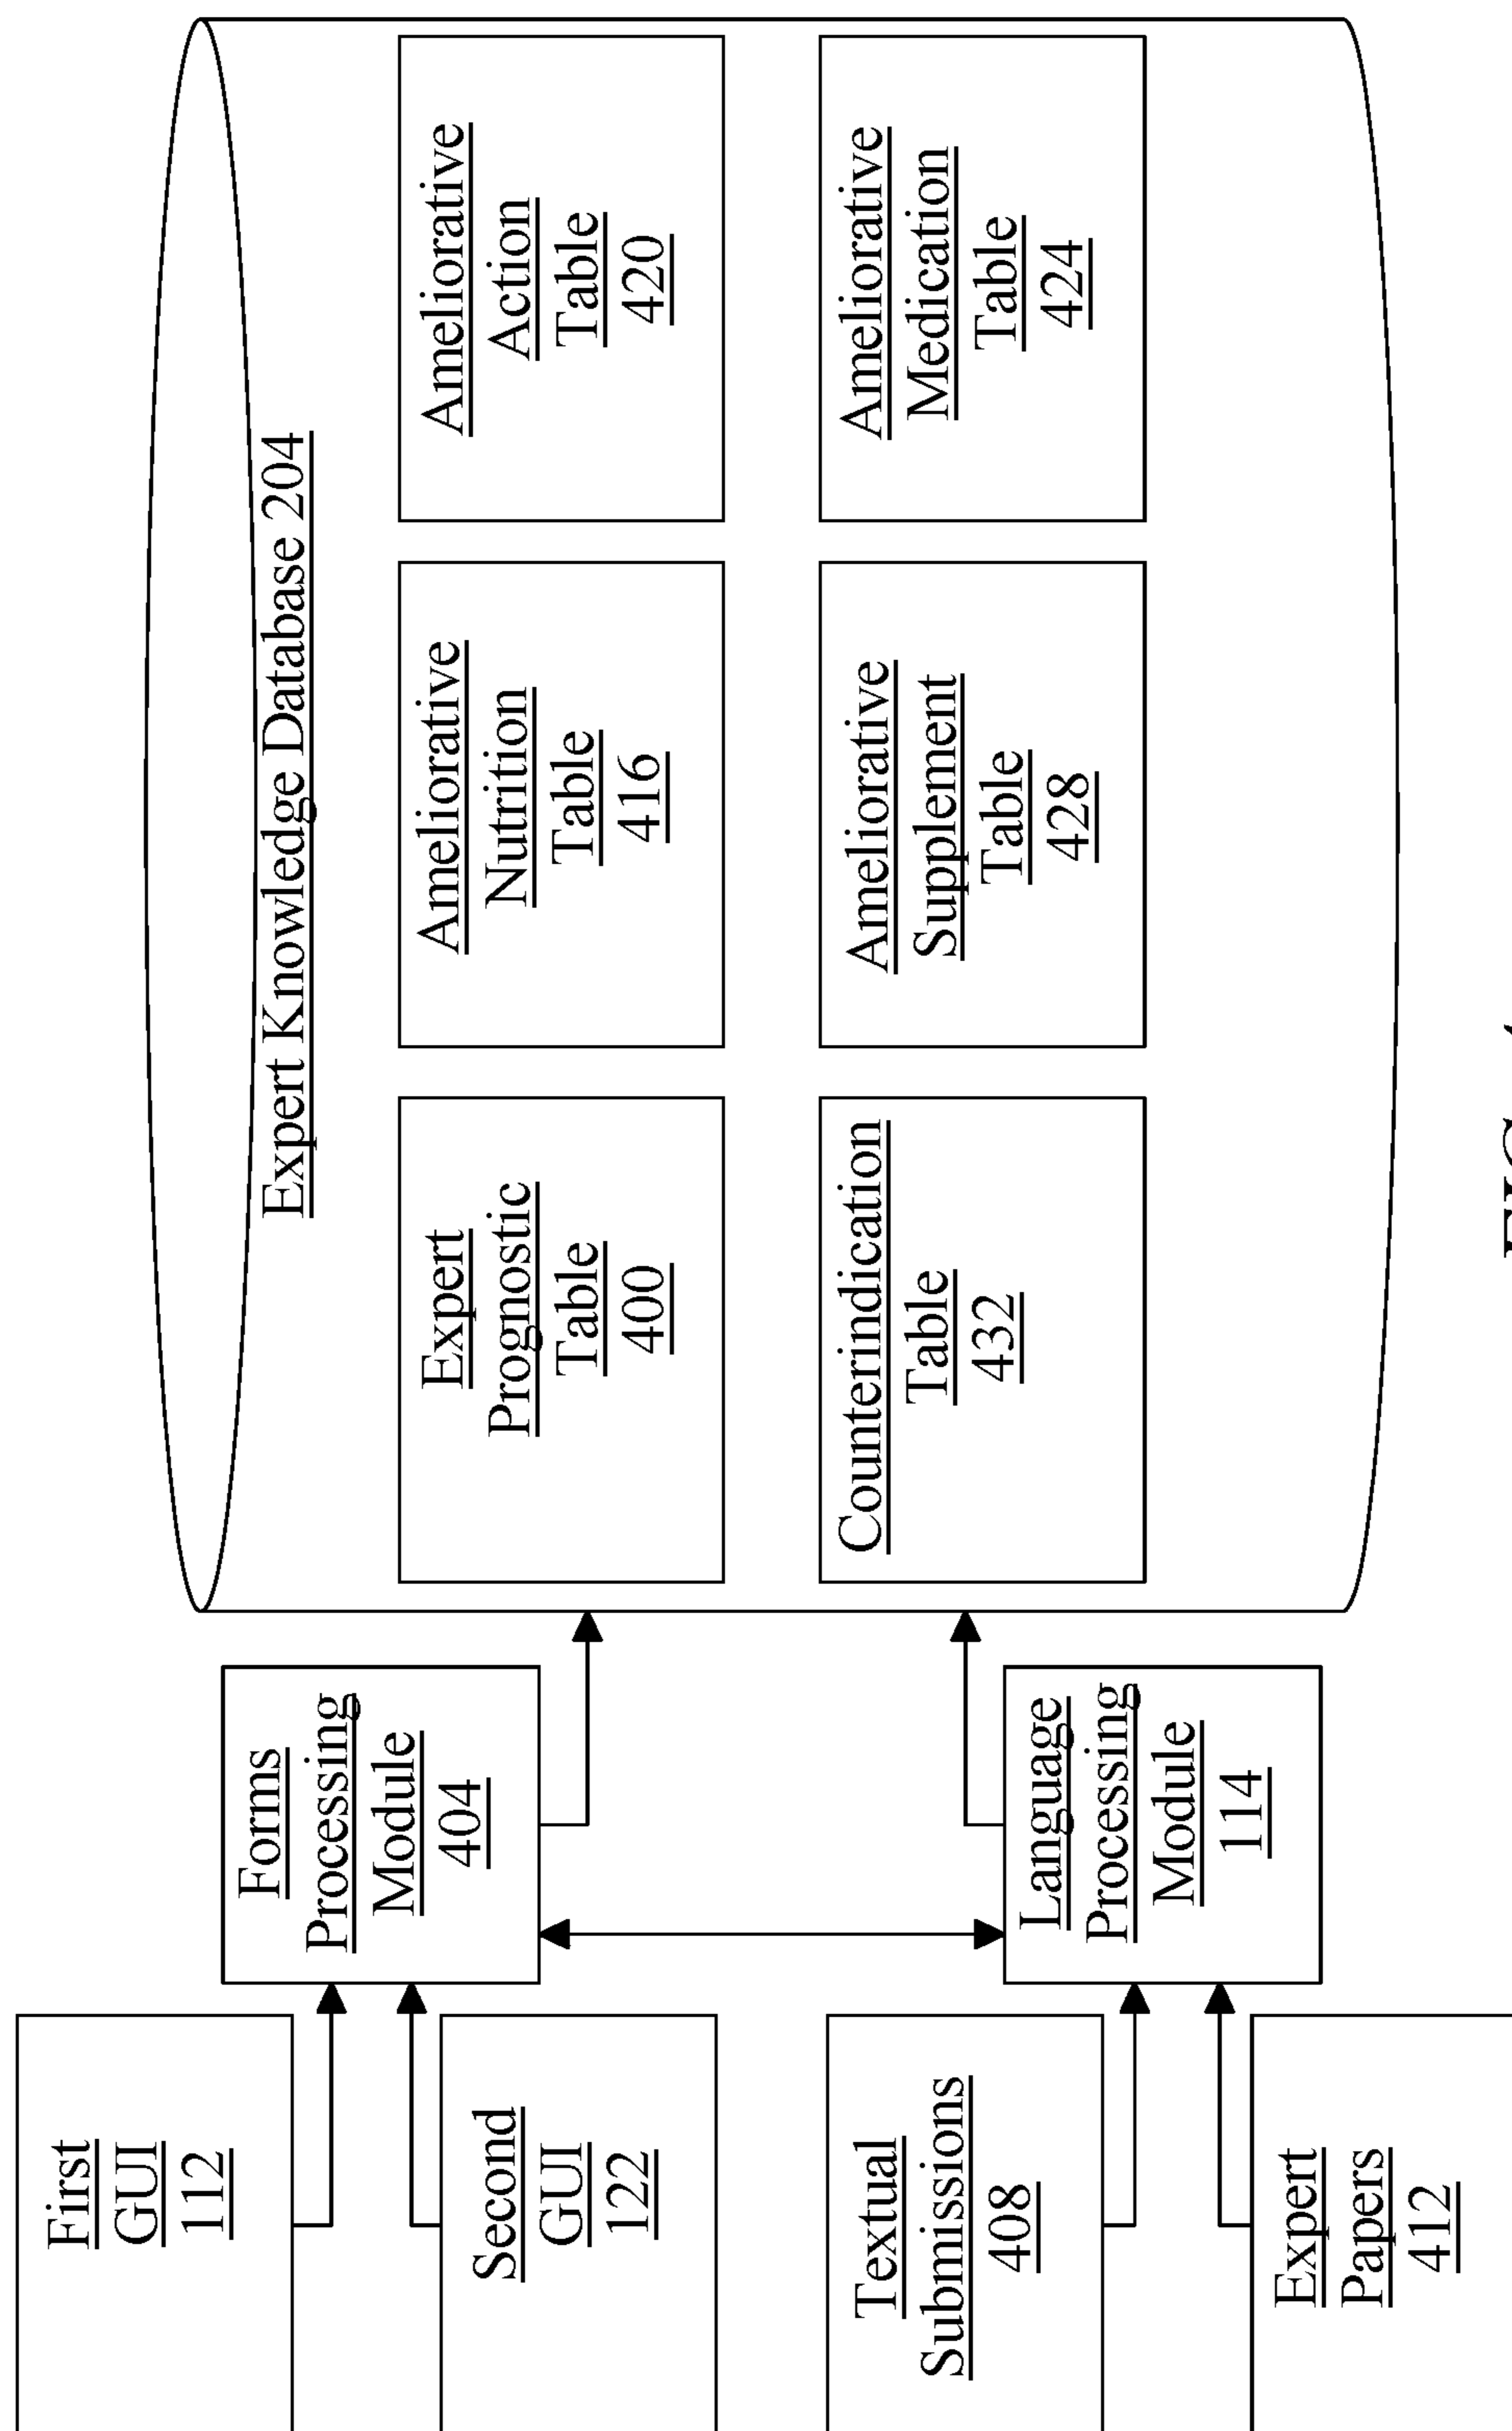 Expert Knowledge Database 204
First
GUI
112
Second
GUI
122
Textual
Submissions
408
Expert
Papers
412
Forms
Processing
Module
404
Language
Processing
Module
114
Expert
Prognostic
Table
400
Ameliorative
Nutrition
Table
416
Ameliorative
Action
Table
420
Counterindication
Table
432
Ameliorative
Supplement
Table
428
Ameliorative
Medication
Table
424